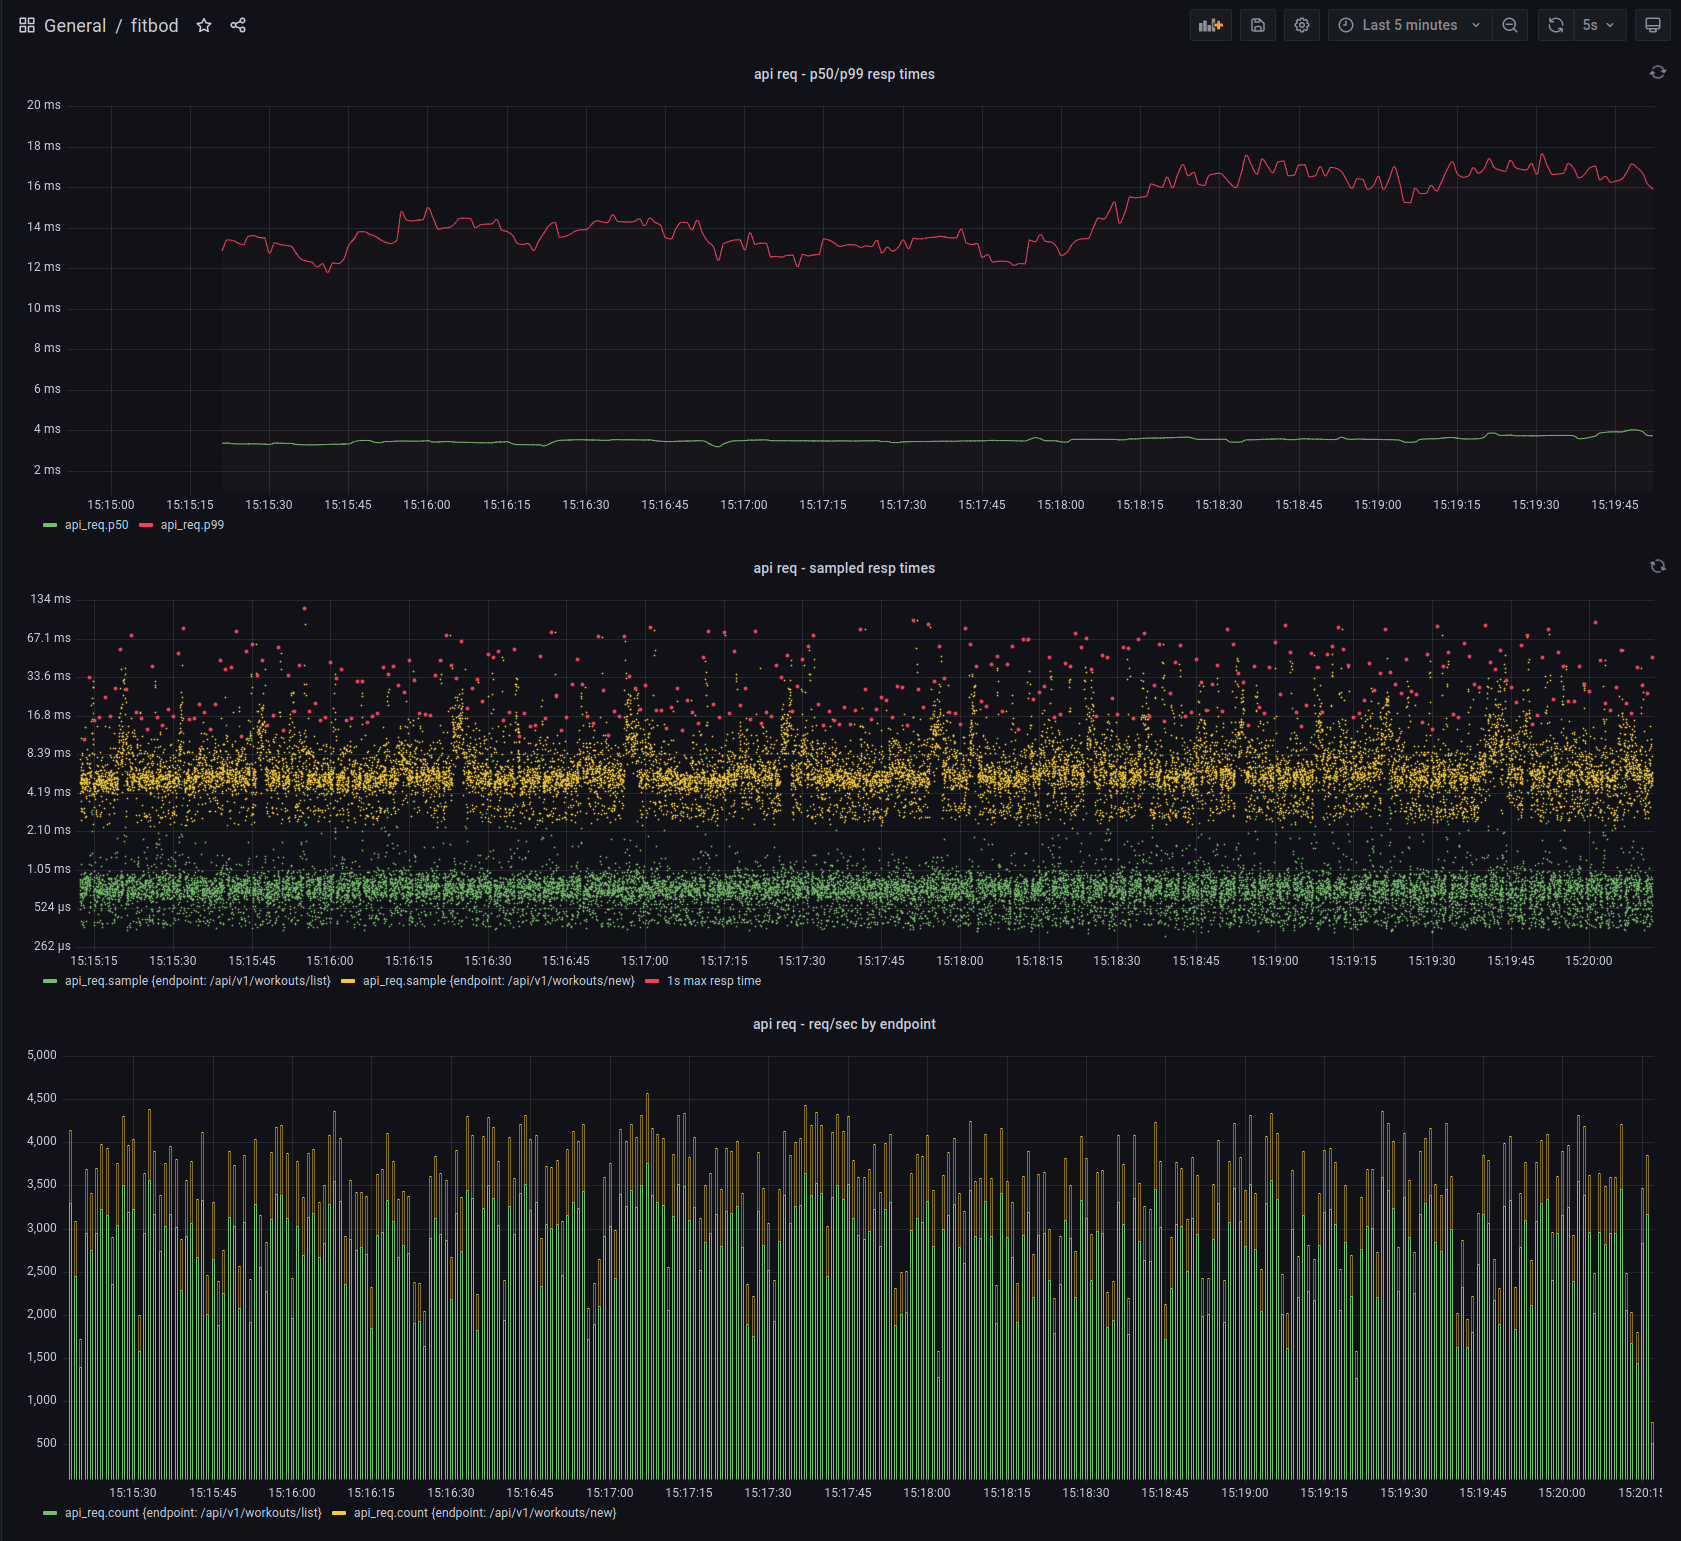 General / fitbod
Last 5 minutes
5s
api req - p50/p99 resp times
20 ms
18 ms
16 ms
14 ms
12 ms
10 ms
8 ms
6 ms
4 ms
2 ms
15:15:00 15:15:15 15:15:30 15:15:45 15:16:00 15:16:15 15:16:30 15:16:45 15:17:00 15:17:15 15:17:30 15:17:45 15:18:00 15:18:15 15:18:30 15:18:45 15:19:00 15:19:15 15:19:30 15:19:45
api_req.p50 api_req.p99
api req - sampled resp times
134 ms
67.1 ms
33.6 ms
16.8 ms
8.39 ms
4.19 ms
2.10 ms
1.05 ms
524 µs
262 µs
15:15:15 15:15:30 15:15:45 15:16:00 15:16:15 15:16:30 15:16:45 15:17:00 15:17:15 15:17:30 15:17:45 15:18:00 15:18:15 15:18:30 15:18:45 15:19:00 15:19:15 15:19:30 15:19:45 15:20:00
api_req.sample {endpoint: /api/v1/workouts/list} api_req.sample {endpoint: /api/v1/workouts/new} 1s max resp time
api req - req/sec by endpoint
5,000
4,500
4,000
3,500
3,000
2,500
2,000
1,500
1,000
500
15:15:30 15:15:45 15:16:00 15:16:15 15:16:30 15:16:45 15:17:00 15:17:15 15:17:30 15:17:45 15:18:00 15:18:15 15:18:30 15:18:45 15:19:00 15:19:15 15:19:30 15:19:45 15:20:00 15:20:15
api_req.count {endpoint: /api/v1/workouts/list} api_req.count {endpoint: /api/v1/workouts/new}